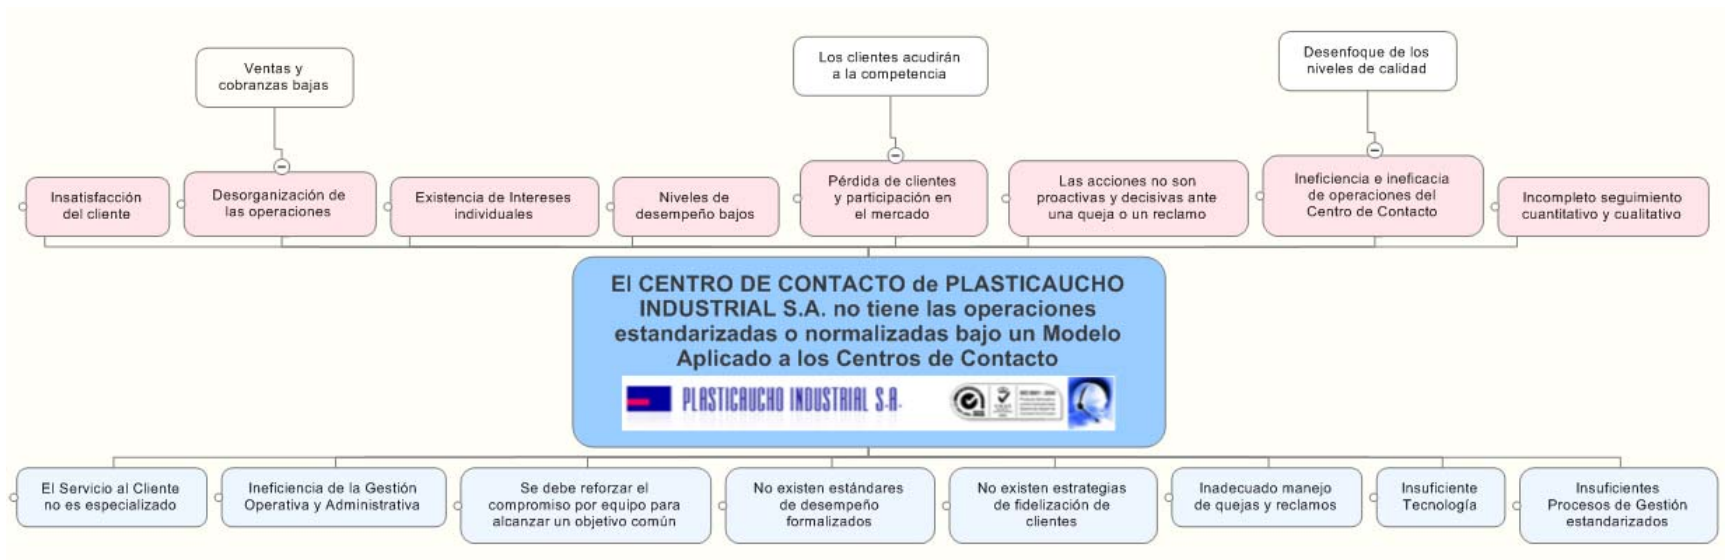 Ventas y
cobranzas bajas
Los clientes acudirán
a la competencia
Desenfoque de los
niveles de calidad
Insatisfacción
del cliente
Desorganización de
las operaciones
Existencia de Intereses
individuales
Niveles de
desempeño bajos
Pérdida de clientes
y participación en
el mercado
Las acciones no son
proactivas y decisivas ante
una queja o un reclamo
Ineficiencia e ineficacia
de operaciones del
Centro de Contacto
Incompleto seguimiento
cuantitativo y cualitativo
El CENTRO DE CONTACTO de PLASTICAUCHO
INDUSTRIAL S.A. no tiene las operaciones
estandarizadas o normalizadas bajo un Modelo
Aplicado a los Centros de Contacto
PLASTICAUCHO INDUSTRIAL S.A.
El Servicio al Cliente
no es especializado
Ineficiencia de la Gestión
Operativa y Administrativa
Se debe reforzar el
compromiso por equipo para
alcanzar un objetivo común
No existen estándares
de desempeño
formalizados
No existen estrategias
de fidelización de
clientes
Inadecuado manejo
de quejas y reclamos
Insuficiente
Tecnología
Insuficientes
Procesos de Gestión
estandarizados